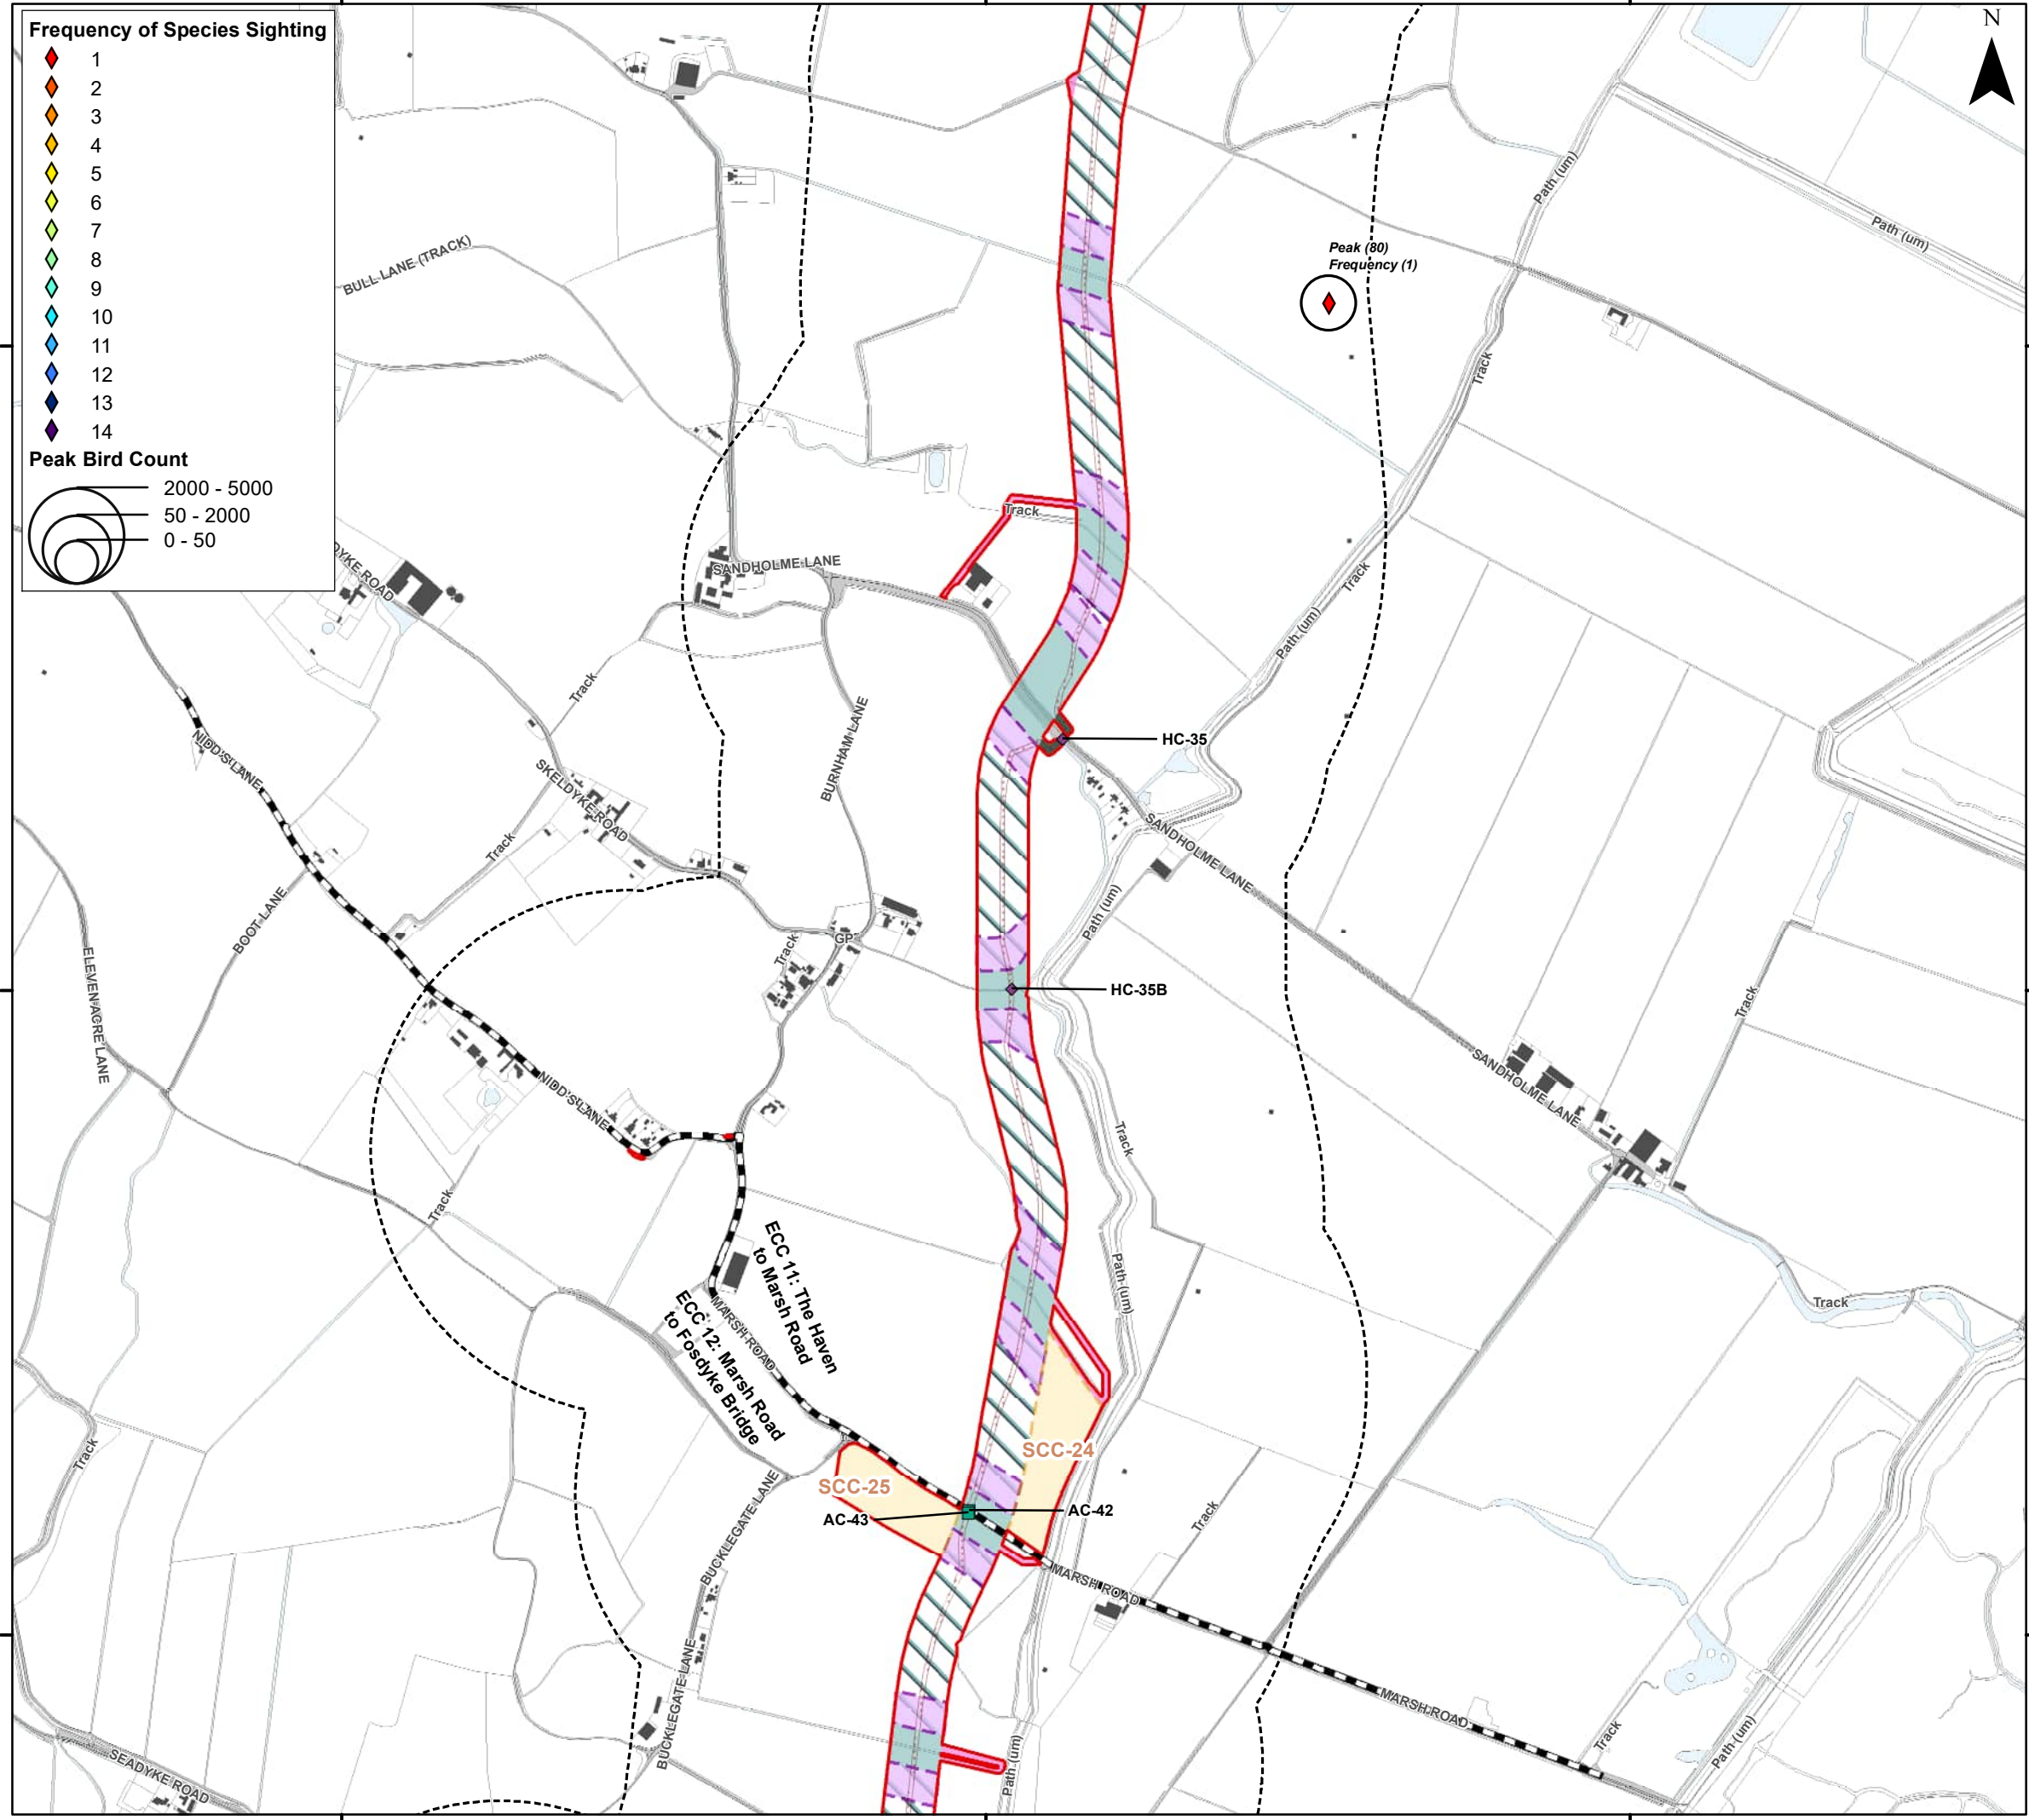 Frequency of Species Sighting
1
2
3
4
5
6
7
8
9
10
11
12
13
14
Peak Bird Count
2000 - 5000
50 - 2000
0 - 50
N
Path (um)
Path (um)
BULL LANE (TRACK)
Peak (80)
Frequency (1)
Track
Track
DYKE ROAD
SANDHOLME LANE
Track
Path (um)
Track
NIDD'S LANE
BURNHAM LANE
HC-35
SKELDYKE ROAD
Track
SANDHOLME LANE
BOOT LANE
Path (um)
GP
Track
ELEVEN ACRE LANE
HC-35B
Track
SANDHOLME LANE
NIDD'S LANE
Track
Track
ECC 11: The Haven
to Marsh Road
Path (um)
Track
MARSH ROAD
ECC 12: Marsh Road
to Fosdyke Bridge
Track
SCC-24
SCC-25
AC-43
AC-42
Track
BUCKLEGATE LANE
MARSH ROAD
BUCKLEGATE LANE
MARSH ROAD
Track
Path (um)
Path (um)
SEADYKE ROAD